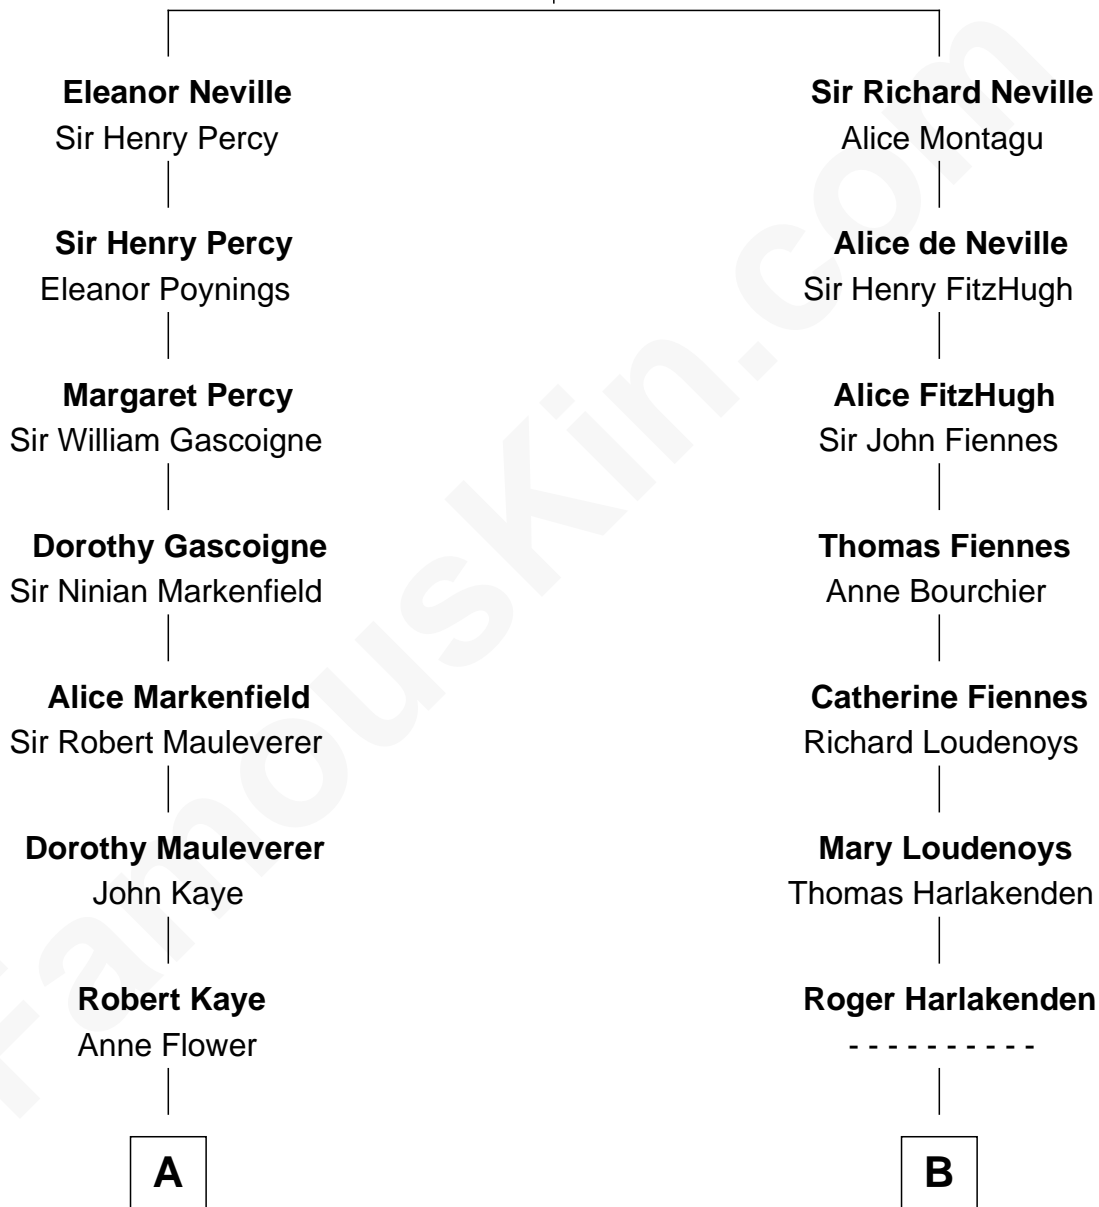 Eleanor Neville
Sir Henry Percy
Sir Henry Percy
Eleanor Poynings
Margaret Percy
Sir William Gascoigne
Dorothy Gascoigne
Sir Ninian Markenfield
Alice Markenfield
Sir Robert Mauleverer
Dorothy Mauleverer
John Kaye
Robert Kaye
Anne Flower
A
Sir Richard Neville
Alice Montagu
Alice de Neville
Sir Henry FitzHugh
Alice FitzHugh
Sir John Fiennes
Thomas Fiennes
Anne Bourchier
Catherine Fiennes
Richard Loudenoys
Mary Loudenoys
Thomas Harlakenden
Roger Harlakenden
- - - - - - - - - -
B
FamousKin.com